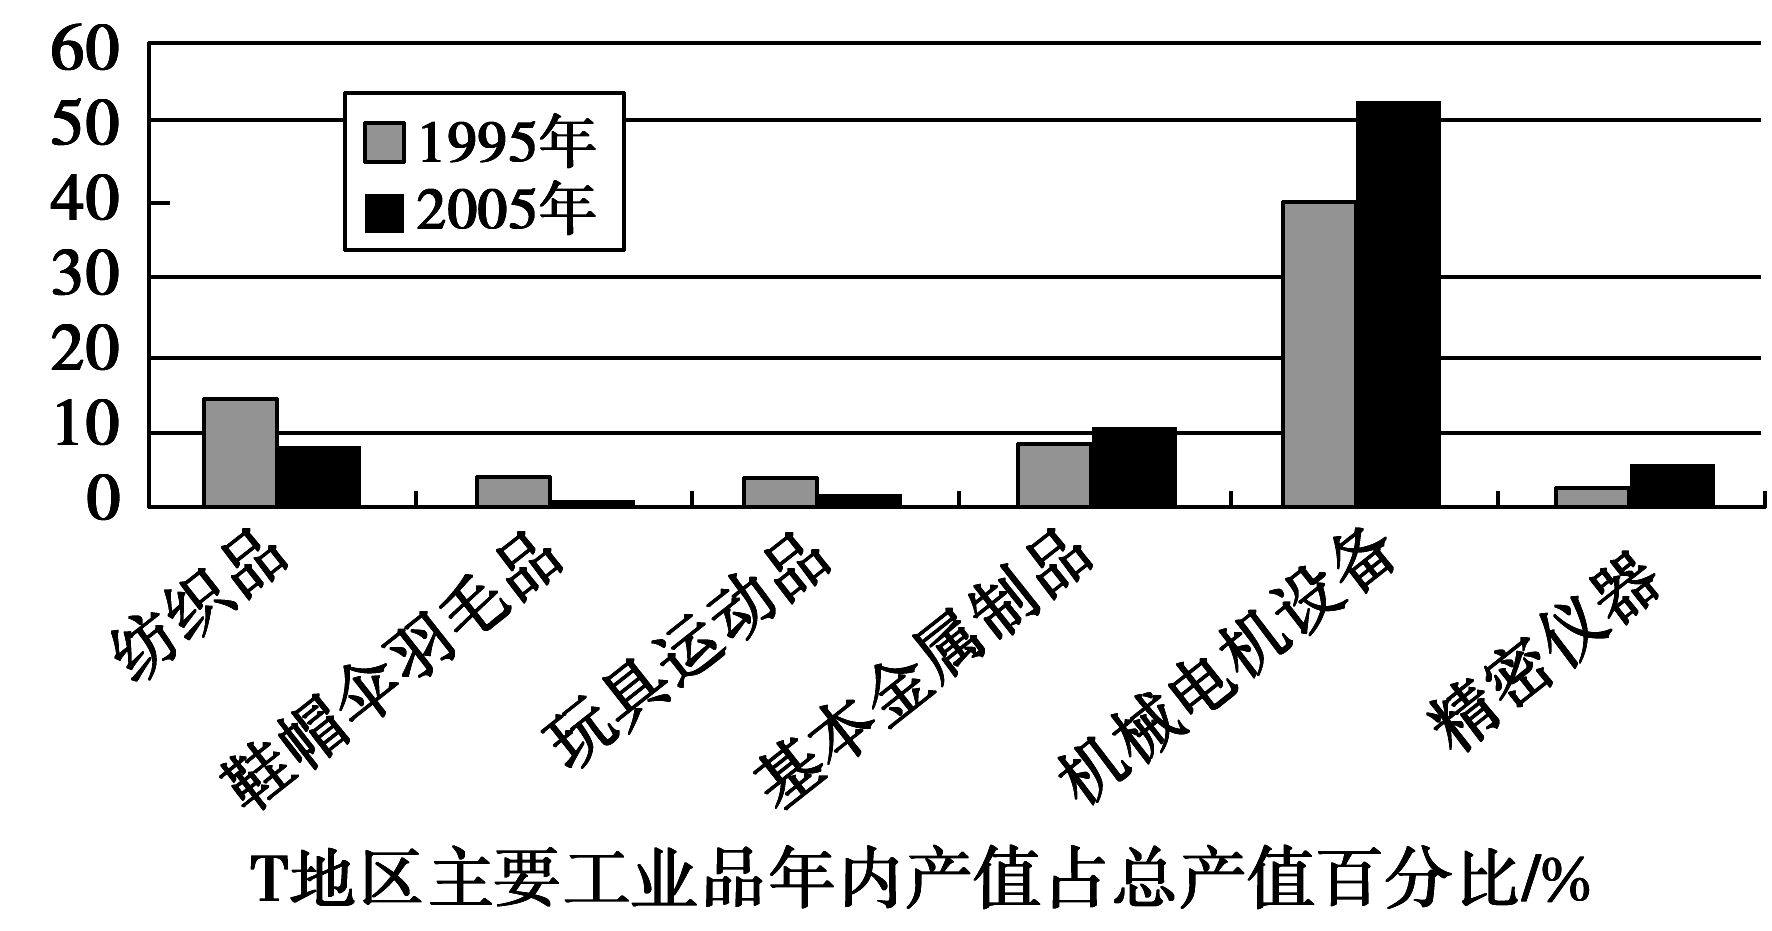 60
50
40
30
20
10
0
1995年
2005年
纺织品
鞋帽伞羽毛品
玩具运动品
基本金属制品
机械电机设备
精密仪器
T地区主要工业品年内产值占总产值百分比/%